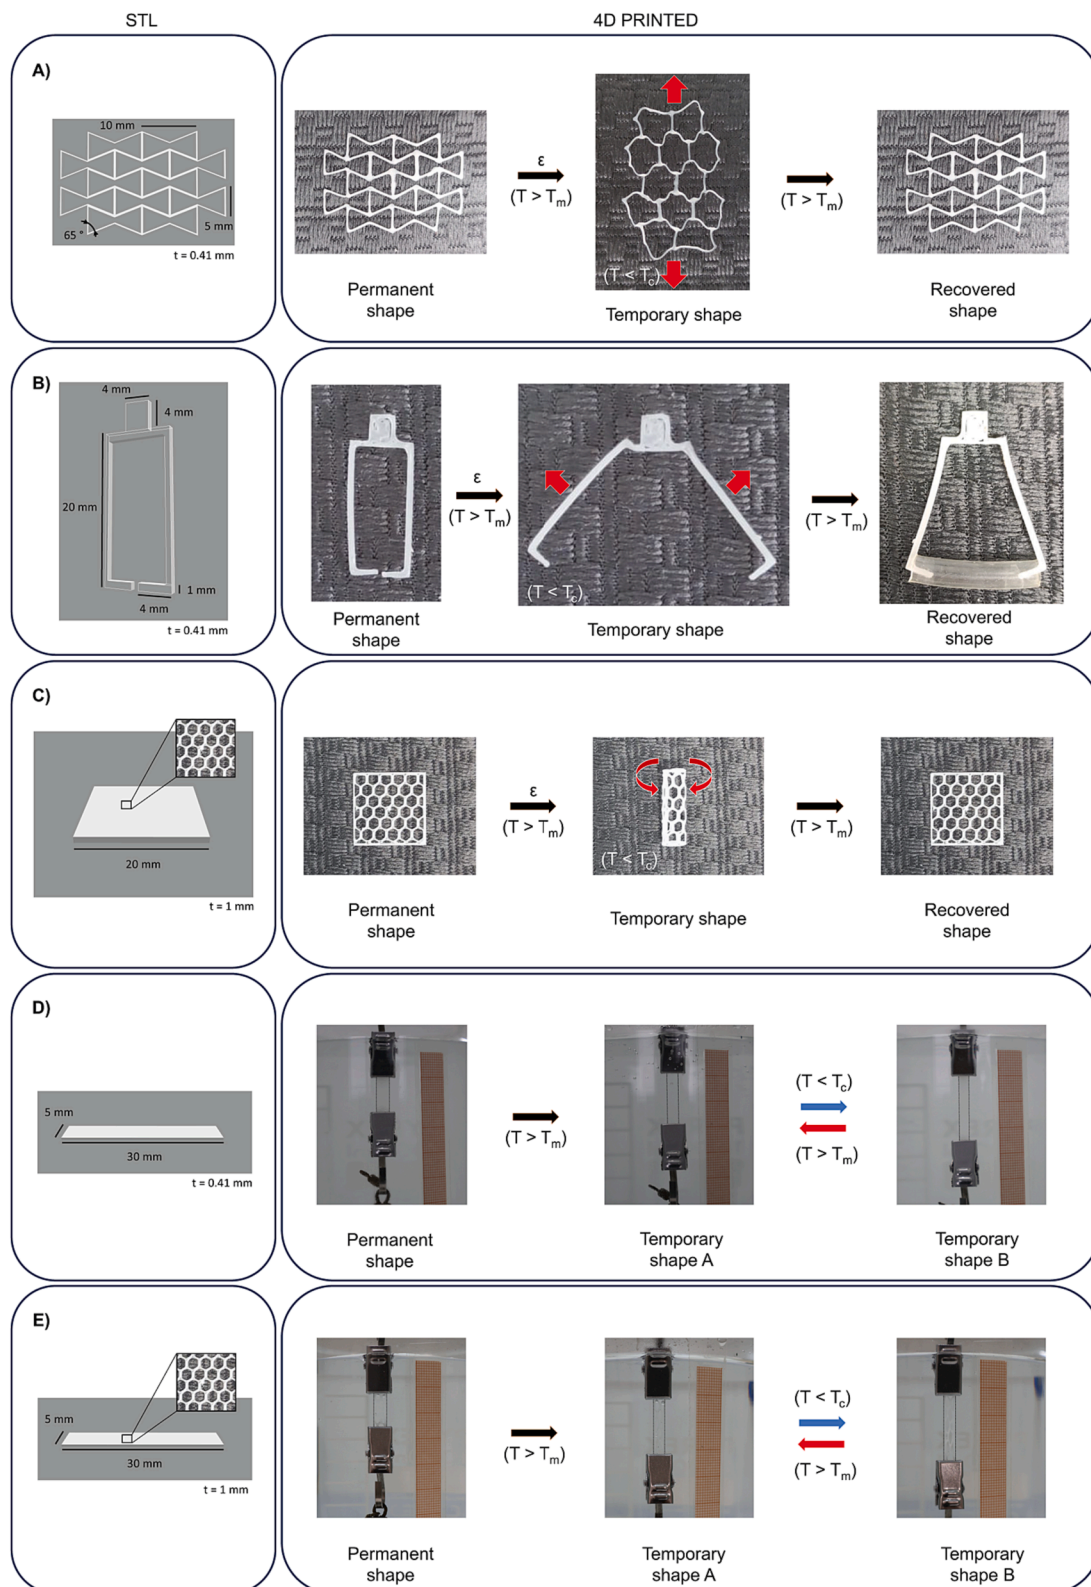 STL
4D PRINTED
A)
10 mm
5 mm
65 °
t = 0.41 mm
Permanent
shape
ε
(T > Tm)
(T < Tc)
Temporary shape
(T > Tm)
Recovered
shape
B)
4 mm
4 mm
20 mm
1 mm
4 mm
t = 0.41 mm
Permanent
shape
ε
(T > Tm)
(T < Tc)
Temporary shape
(T > Tm)
Recovered
shape
C)
20 mm
t = 1 mm
Permanent
shape
ε
(T > Tm)
(T < Tc)
Temporary shape
(T > Tm)
Recovered
shape
D)
5 mm
30 mm
t = 0.41 mm
Permanent
shape
(T > Tm)
Temporary
shape A
(T < Tc)
(T > Tm)
Temporary
shape B
E)
5 mm
30 mm
t = 1 mm
Permanent
shape
(T > Tm)
Temporary
shape A
(T < Tc)
(T > Tm)
Temporary
shape B